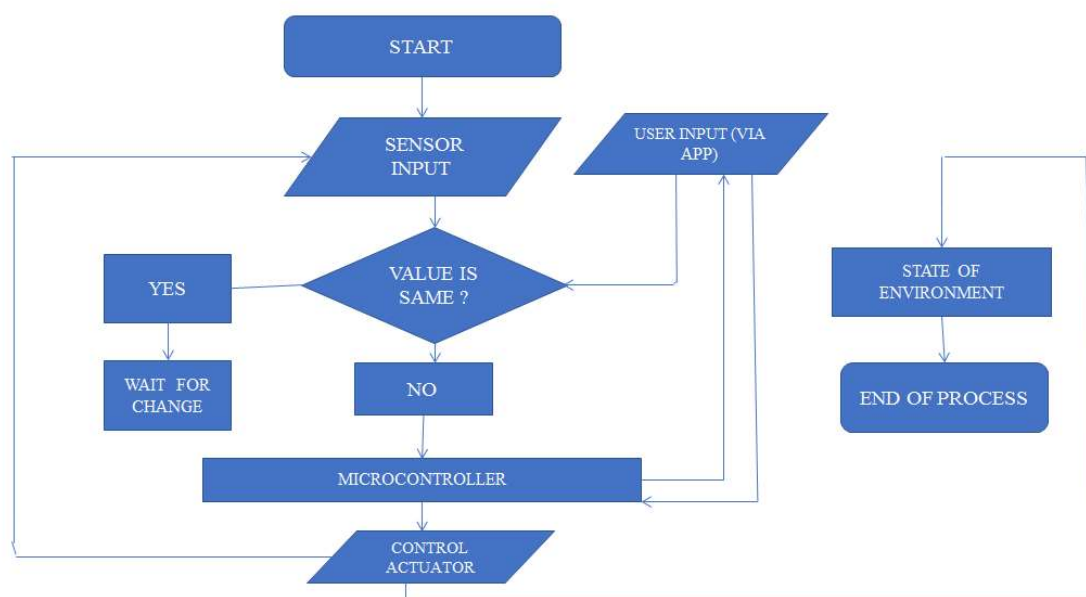 START
SENSOR
INPUT
USER INPUT (VIA
APP)
VALUE IS
SAME ?
YES
STATE OF
ENVIRONMENT
WAIT FOR
CHANGE
NO
END OF PROCESS
MICROCONTROLLER
CONTROL
ACTUATOR